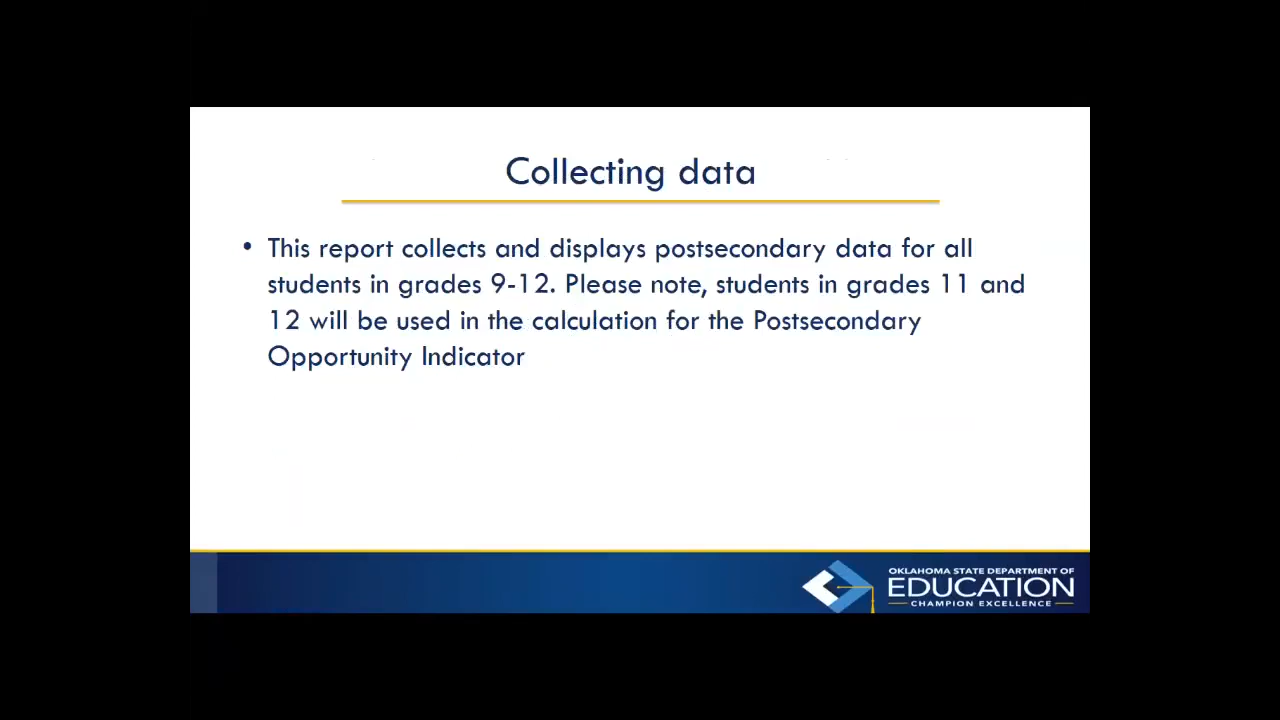 Collecting data
• This report collects and displays postsecondary data for all
students in grades 9-12. Please note, students in grades 11 and
12 will be used in the calculation for the Postsecondary
Opportunity Indicator
OKLAHOMA STATE DEPARTMENT OF
EDUCATION
CHAMPION EXCELLENCE